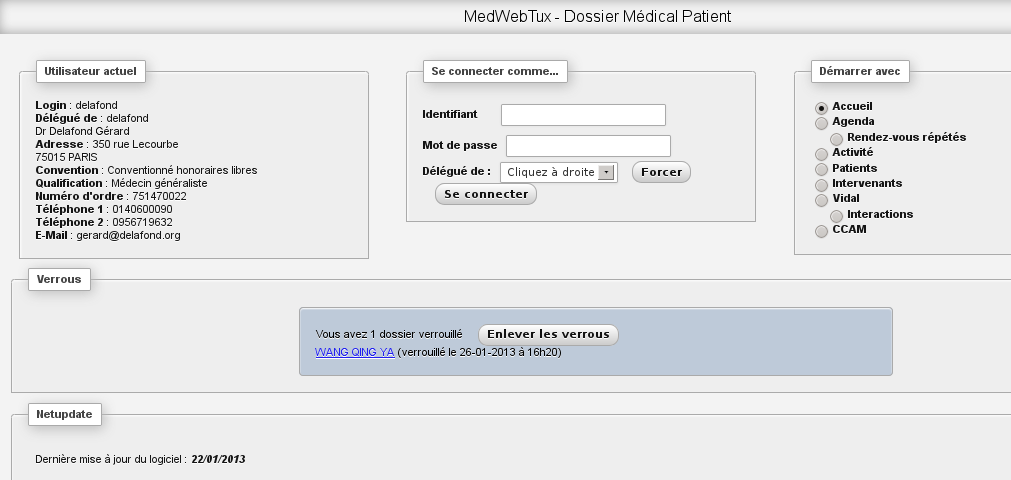 MedWebTux - Dossier Médical Patient
Utilisateur actuel
Login : delafond
Délégué de : delafond
Dr Delafond Gérard
Adresse : 350 rue Lecourbe
75015 PARIS
Convention : Conventionné honoraires libres
Qualification : Médecin généraliste
Numéro d'ordre : 751470022
Téléphone 1 : 0140600090
Téléphone 2 : 0956719632
E-Mail : gerard@delafond.org
Se connecter comme...
Identifiant
Mot de passe
Délégué de : Cliquez à droite Forcer
Se connecter
Démarrer avec
Accueil
Agenda
Rendez-vous répétés
Activité
Patients
Intervenants
Vidal
Interactions
CCAM
Verrous
Vous avez 1 dossier verrouillé Enlever les verrous
WANG QING YA (verrouillé le 26-01-2013 à 16h20)
Netupdate
Dernière mise à jour du logiciel : 22/01/2013